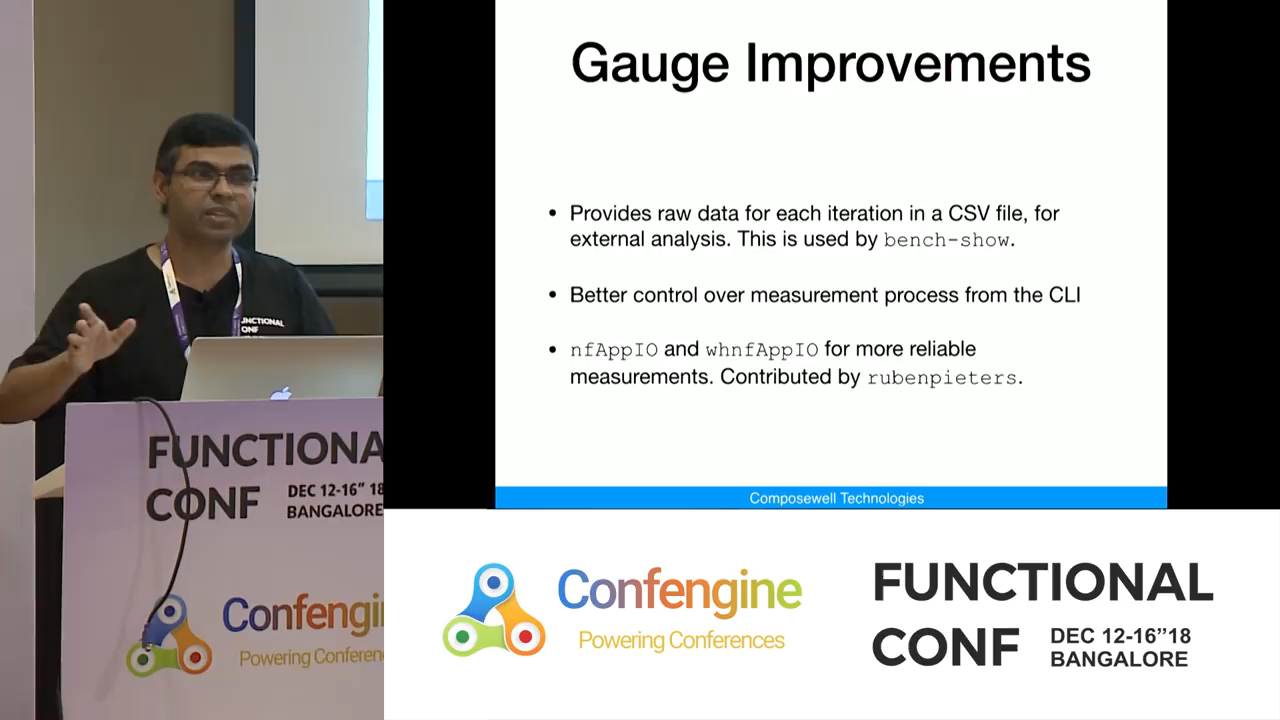 Gauge Improvements
• Provides raw data for each iteration in a CSV file, for
external analysis. This is used by bench-show.
• Better control over measurement process from the CLI
• nfAppIO and whnfAppIO for more reliable
measurements. Contributed by rubenpieters.
Composewell Technologies
CONF
FUNCTIONA
CONF
DEC 12-16” 18
BANGALORE
Confengin
Powering Conferen
Confengine
Powering Conferences
FUNCTIONAL
CONF
DEC 12-16”18
BANGALORE